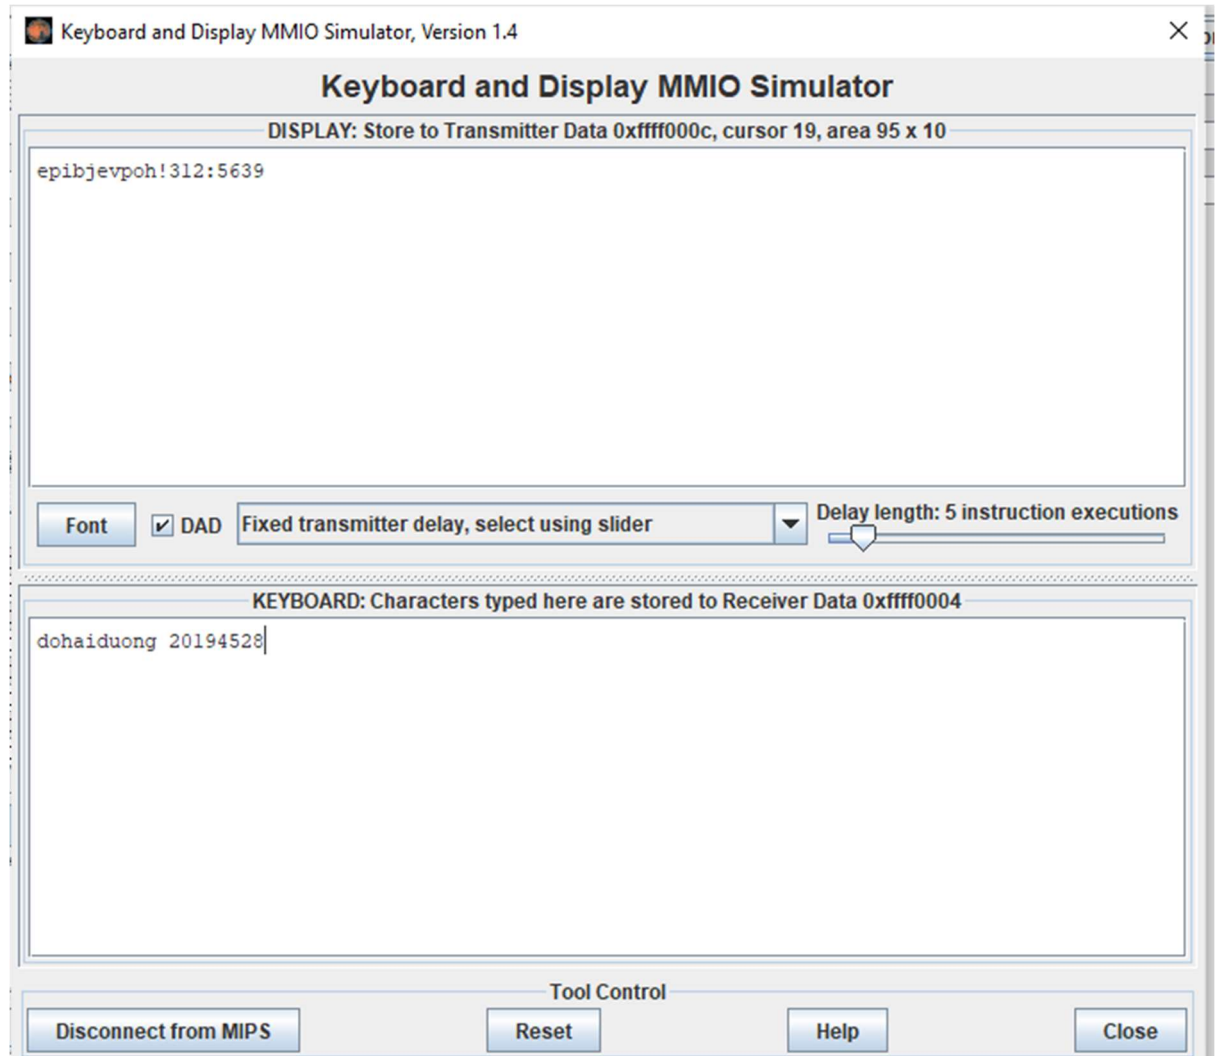 Keyboard and Display MMIO Simulator, Version 1.4
Keyboard and Display MMIO Simulator
DISPLAY: Store to Transmitter Data 0xffff000c, cursor 19, area 95 x 10
epibjevpoh!312:5639
Font
DAD
Fixed transmitter delay, select using slider
Delay length: 5 instruction executions
KEYBOARD: Characters typed here are stored to Receiver Data 0xffff0004
dohaiduong 20194528
Tool Control
Disconnect from MIPS
Reset
Help
Close